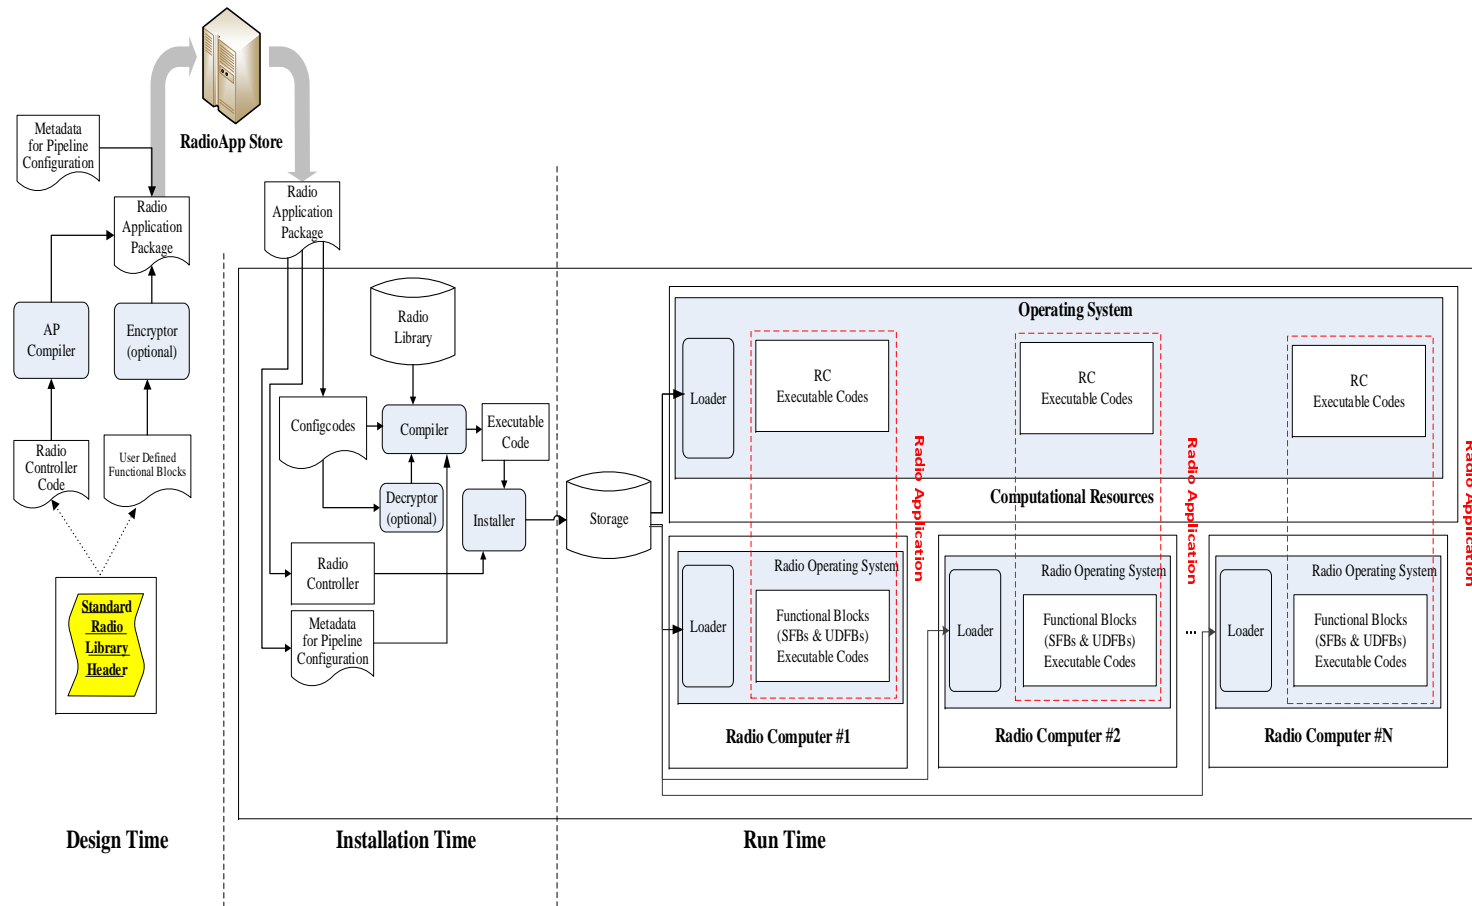 RadioApp Store
Metadata
for Pipeline
Configuration
Radio
Application
Package
AP
Compiler
Encryptor
(optional)
Radio
Controller
Code
User Defined
Functional Blocks
Standard
Radio
Library
Header
Design Time
Radio
Application
Package
Radio
Library
Configcodes
Compiler
Executable
Code
Decryptor
(optional)
Installer
Radio
Controller
Metadata
for Pipeline
Configuration
Installation Time
Storage
Operating System
Loader
RC
Executable Codes
RC
Executable Codes
RC
Executable Codes
Computational Resources
Radio Application
Radio Application
Radio Application
Radio Operating System
Loader
Functional Blocks
(SFBs & UDFBs)
Executable Codes
Radio Computer #1
Radio Operating System
Loader
Functional Blocks
(SFBs & UDFBs)
Executable Codes
Radio Computer #2
...
Radio Operating System
Loader
Functional Blocks
(SFBs & UDFBs)
Executable Codes
Radio Computer #N
Run Time